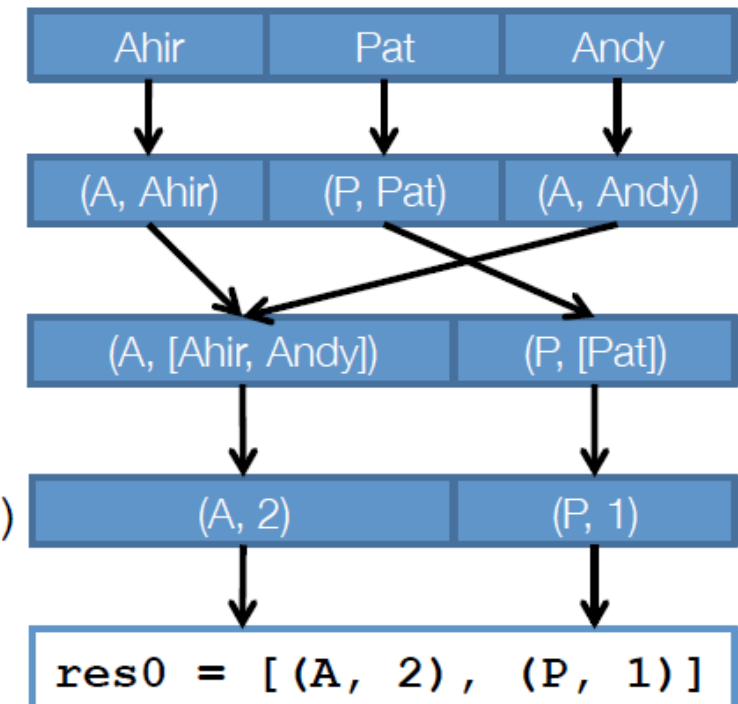 Ahir Pat Andy
(A, Ahir) (P, Pat) (A, Andy)
(A, [Ahir, Andy]) (P, [Pat])
) (A, 2) (P, 1)
res0 = [(A, 2), (P, 1)]